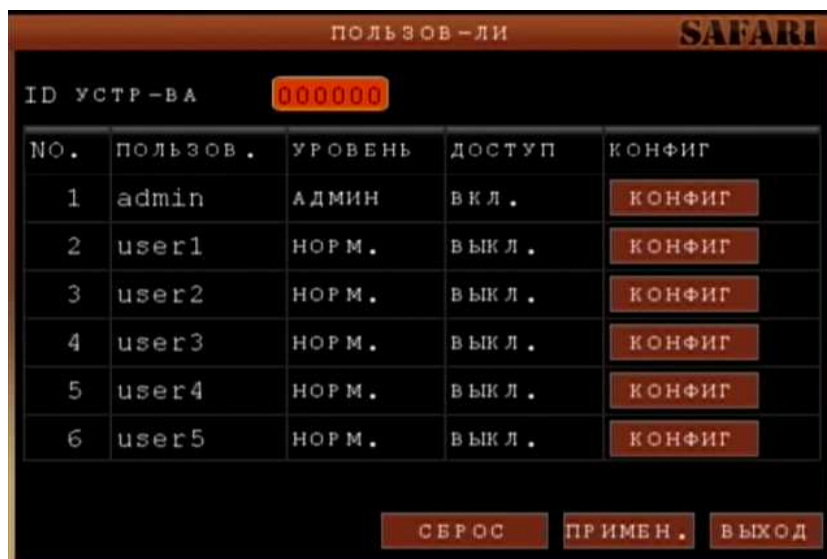 ПОЛЬЗОВ-ЛИ SAFARI
ID УСТР-ВА 000000
NO. ПОЛЬЗОВ. УРОВЕНЬ ДОСТУП КОНФИГ
1 admin АДМИН ВКЛ. КОНФИГ
2 user1 НОРМ. ВЫКЛ. КОНФИГ
3 user2 НОРМ. ВЫКЛ. КОНФИГ
4 user3 НОРМ. ВЫКЛ. КОНФИГ
5 user4 НОРМ. ВЫКЛ. КОНФИГ
6 user5 НОРМ. ВЫКЛ. КОНФИГ
СБРОС ПРИМЕН. ВЫХОД